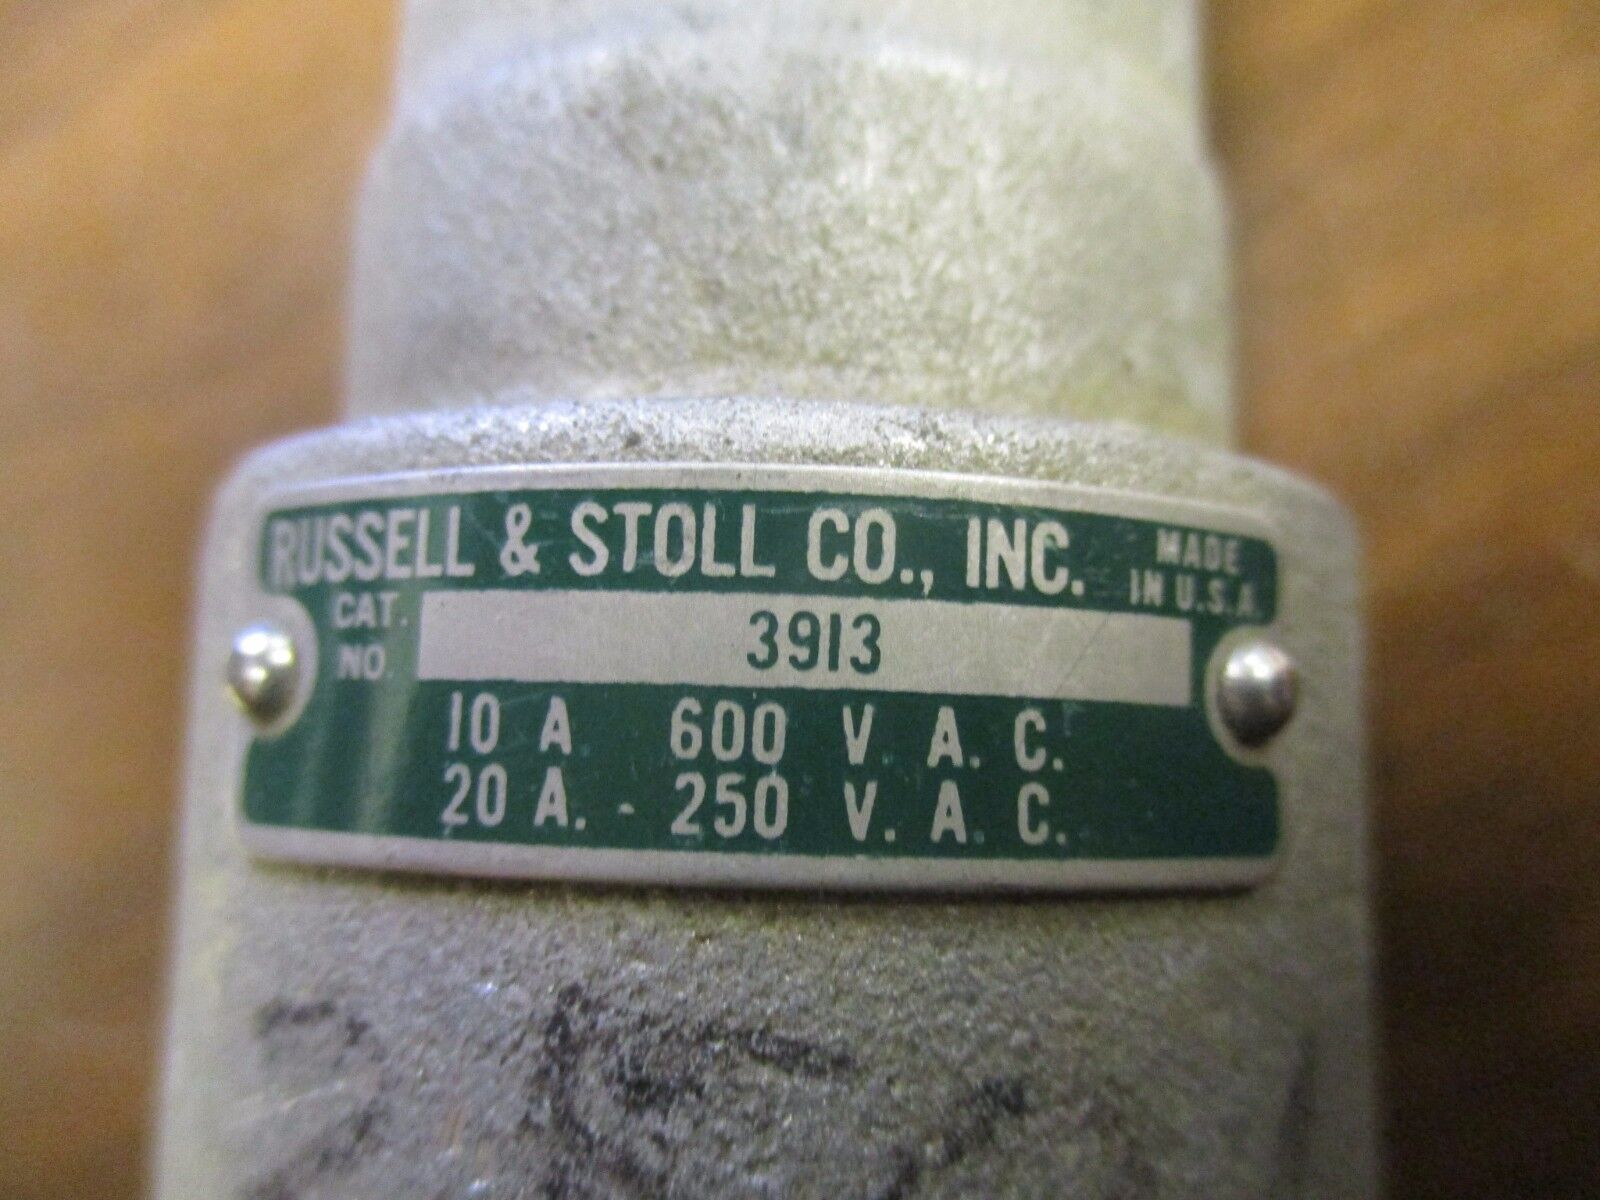 RUSSELL & STOLL CO., INC.
MADE
IN U.S.A.
CAT.
NO.
3913
10 A 600 V A. C.
20 A. - 250 V. A. C.